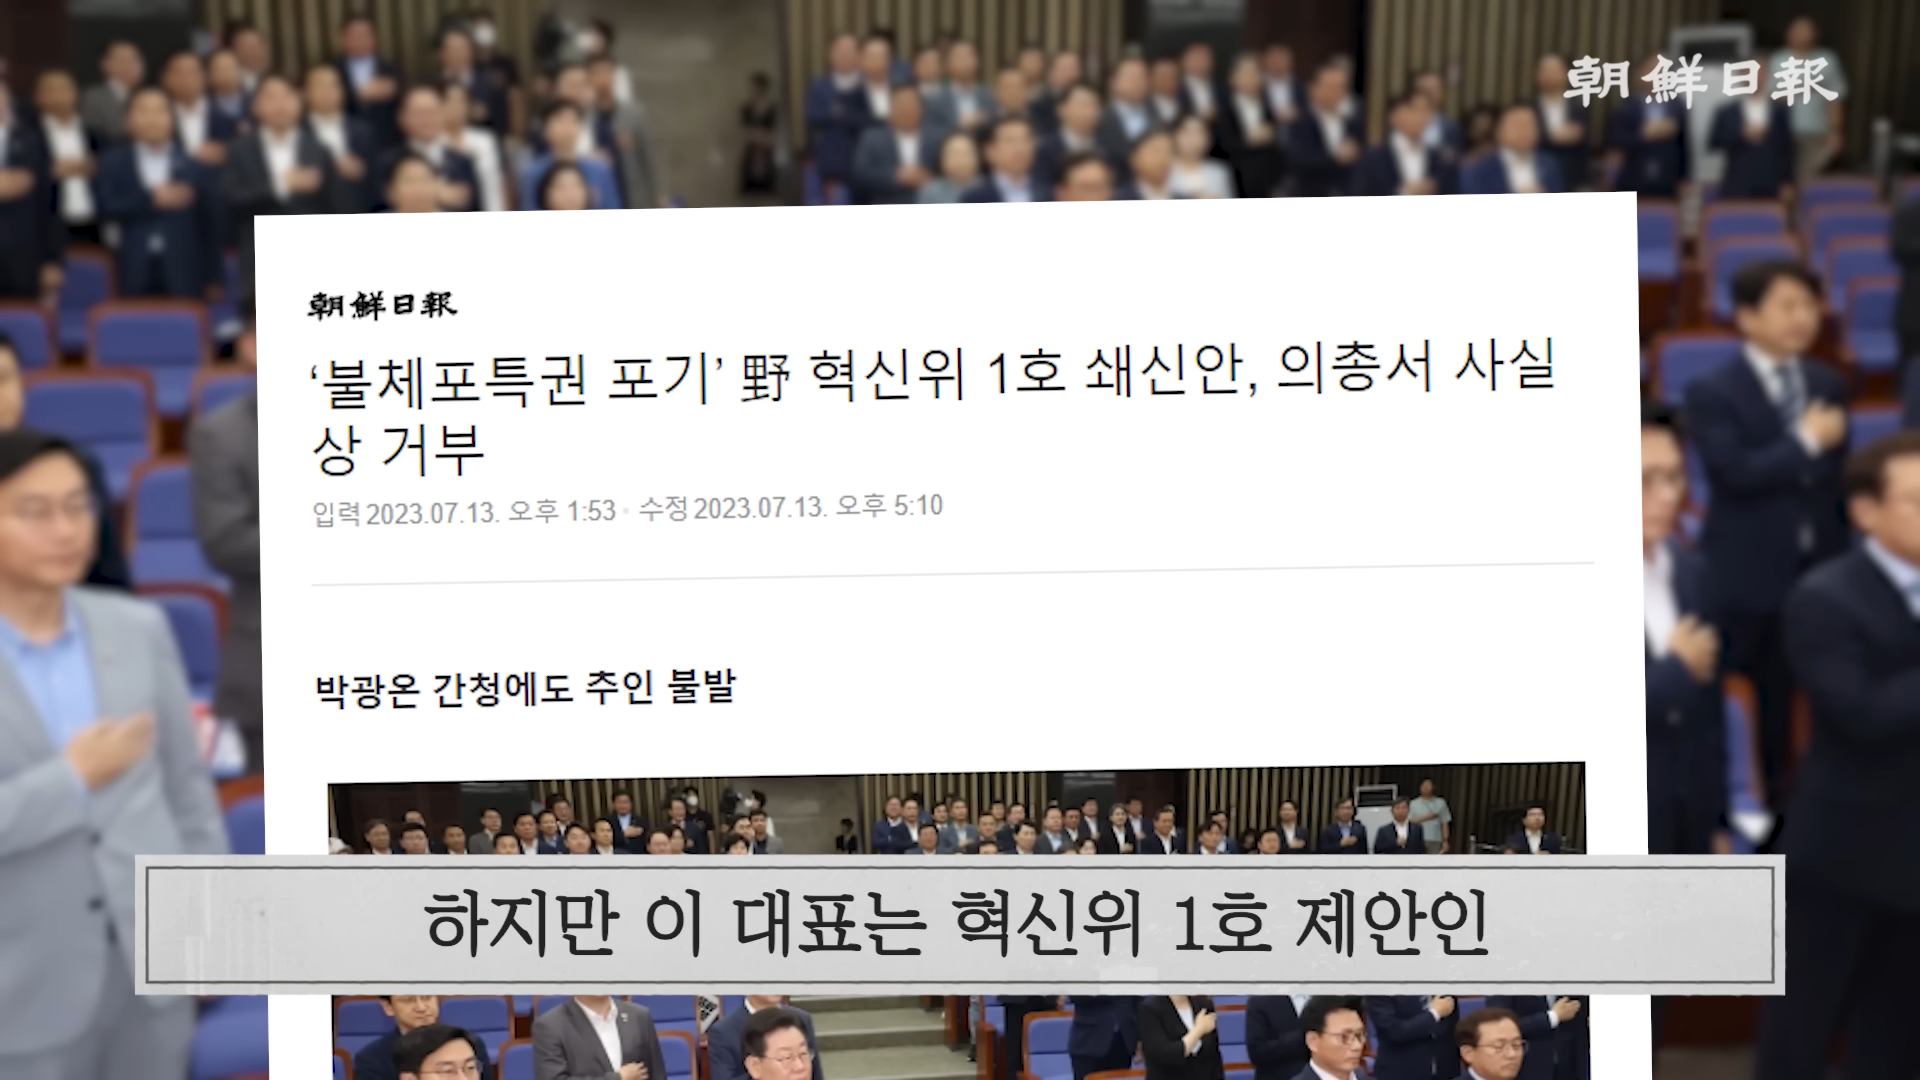 朝鮮日報
朝鮮日報
‘불체포특권 포기’ 野 혁신위 1호 쇄신안, 의총서 사실
상 거부
입력 2023.07.13. 오후 1:53 · 수정 2023.07.13. 오후 5:10
박광온 간청에도 추인 불발
하지만 이 대표는 혁신위 1호 제안인